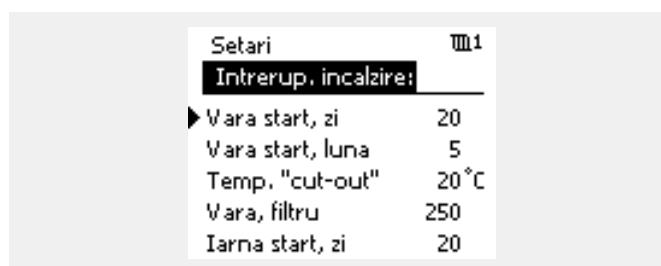 Setari 1
Intrerup. incalzire:
Vara start, zi 20
Vara start, luna 5
Temp. "cut-out" 20 °C
Vara, filtru 250
Iarna start, zi 20